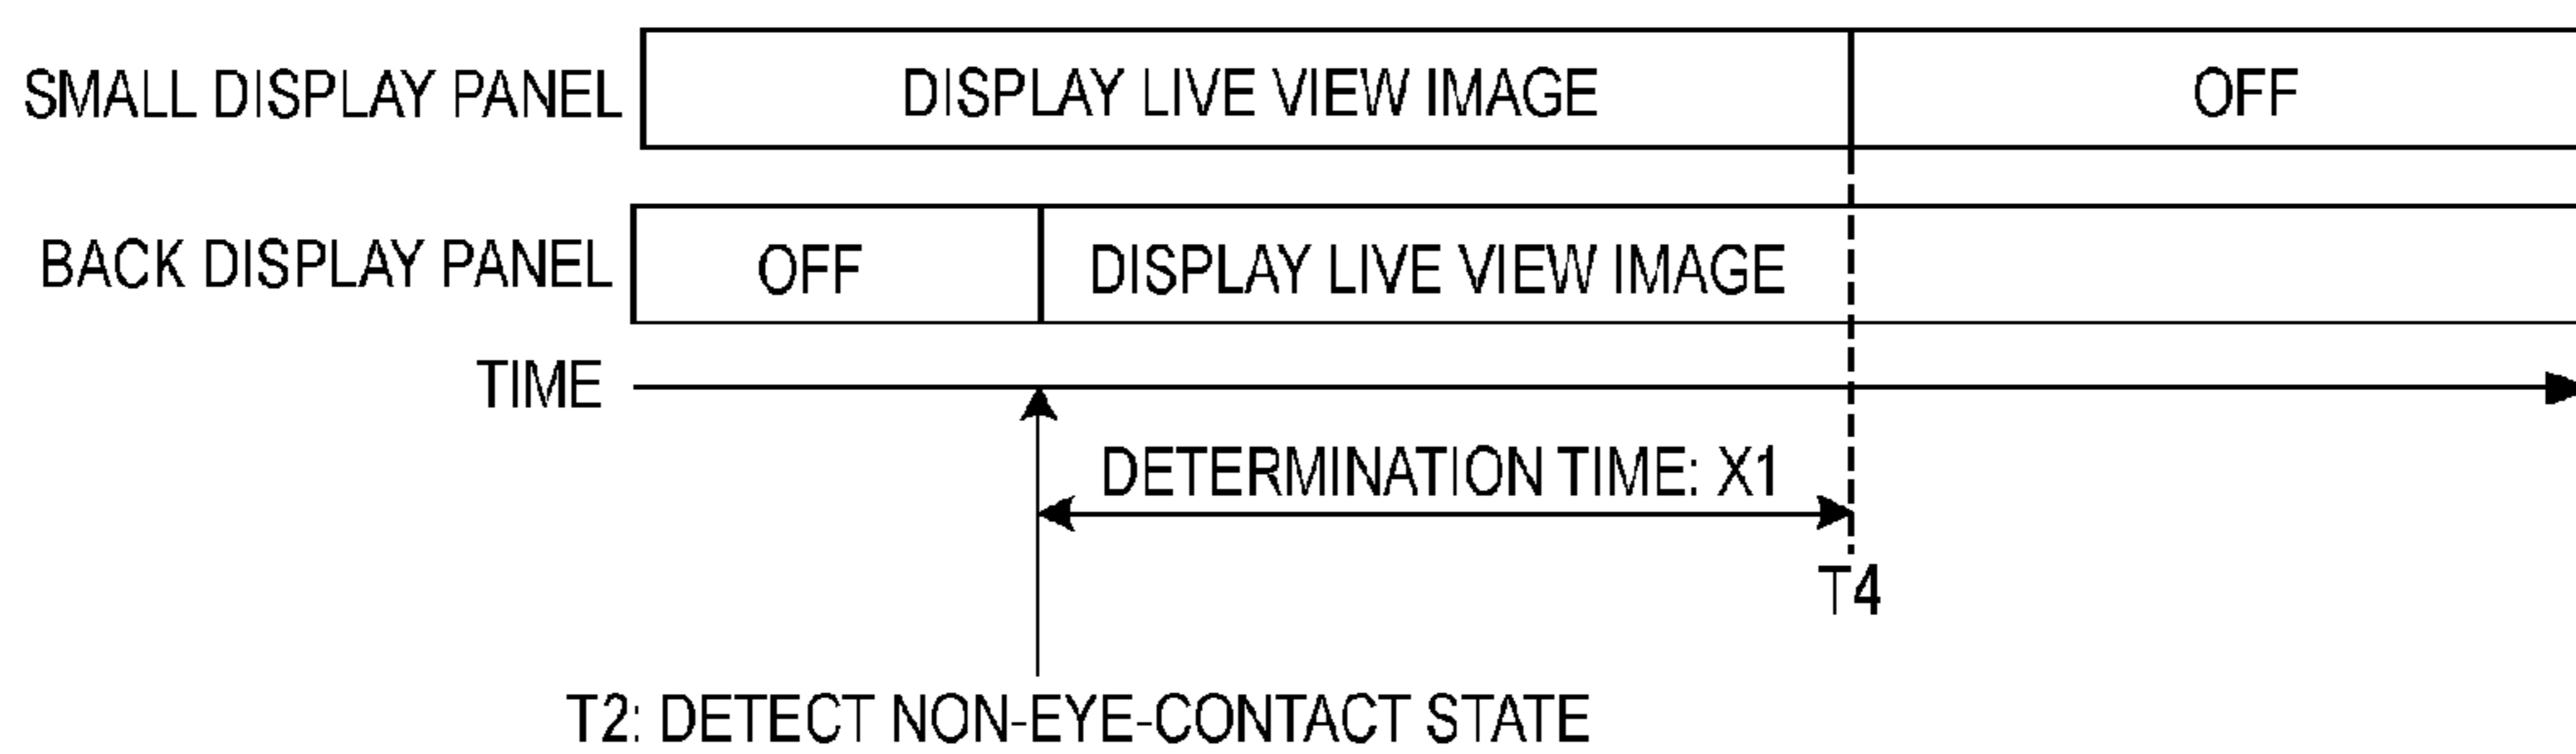 SMALL DISPLAY PANEL DISPLAY LIVE VIEW IMAGE OFF
BACK DISPLAY PANEL OFF DISPLAY LIVE VIEW IMAGE
TIME
DETERMINATION TIME: X1
T4
T2: DETECT NON-EYE-CONTACT STATE